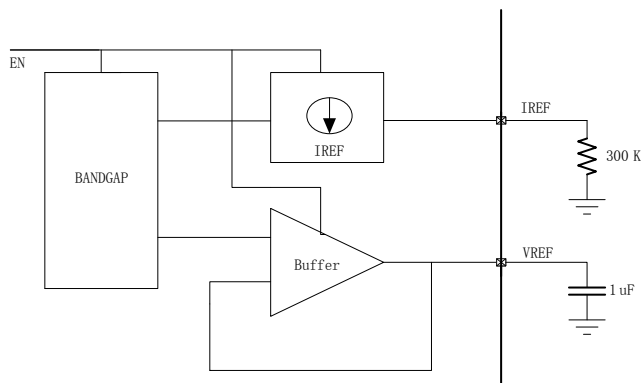 EN
IREF
IREF
300 K
BANDGAP
VREF
Buffer
1 uF